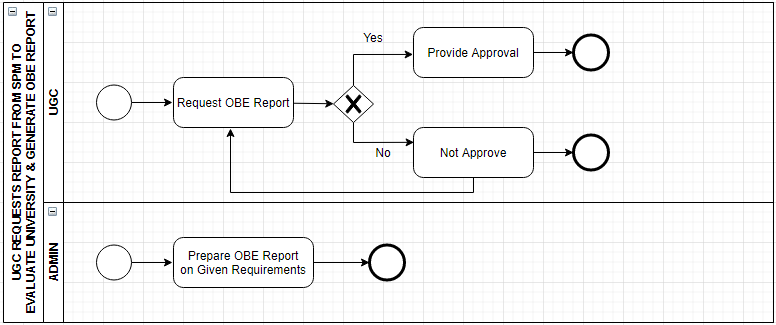 UGC REQUESTS REPORT FROM SPM TO
EVALUATE UNIVERSITY & GENERATE OBE REPORT
UGC
Request OBE Report
Yes
Provide Approval
No
Not Approve
ADMIN
Prepare OBE Report
on Given Requirements